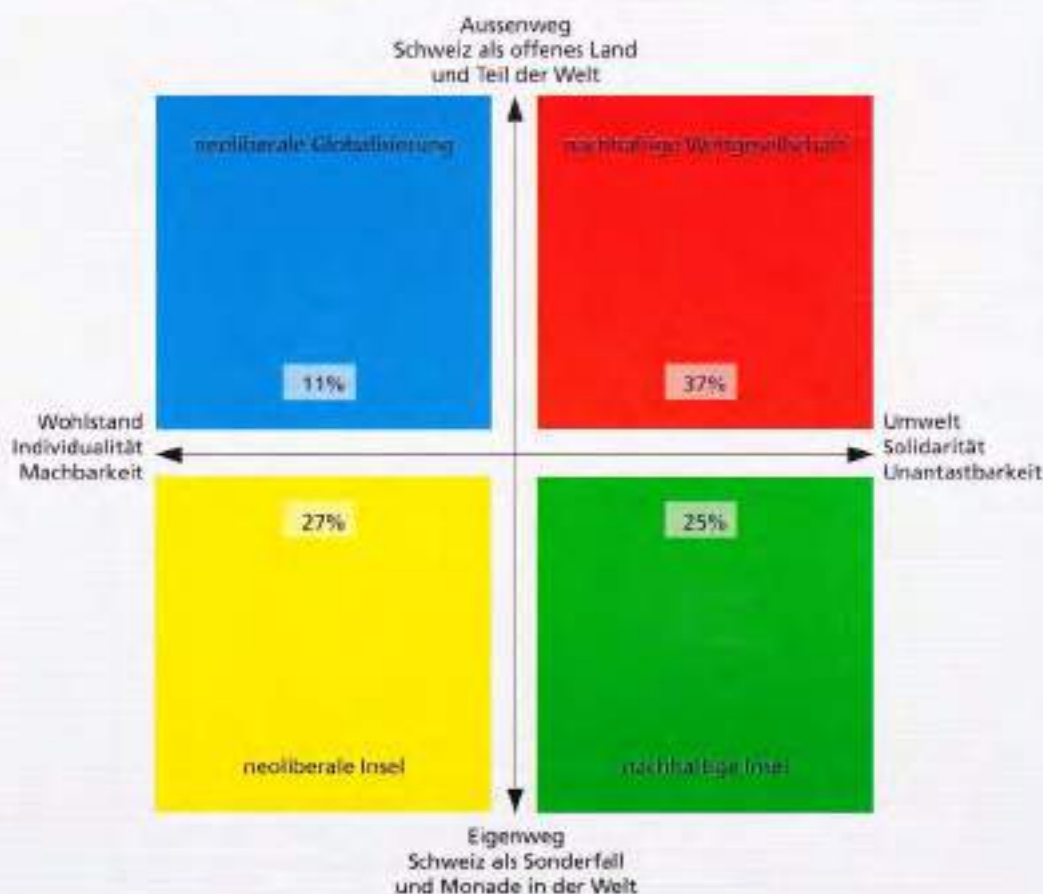 Aussenweg
Schweiz als offenes Land
und Teil der Welt
neoliberale Globalisierung
nachhaltige Weltgesellschaft
11%
37%
Wohlstand
Individualität
Machbarkeit
Umwelt
Solidarität
Unantastbarkeit
27%
25%
neoliberale Insel
nachhaltige Insel
Eigenweg
Schweiz als Sonderfall
und Monade in der Welt